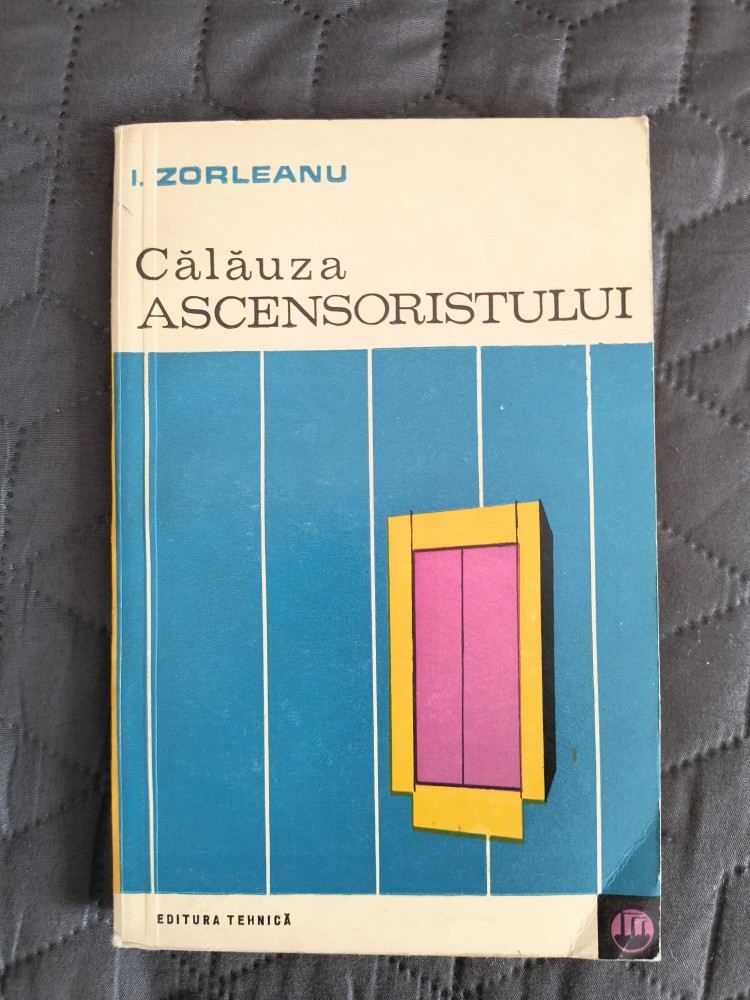 I. ZORLEANU
Călăuza
ASCENSORISTULUI
EDITURA TEHNICĂ